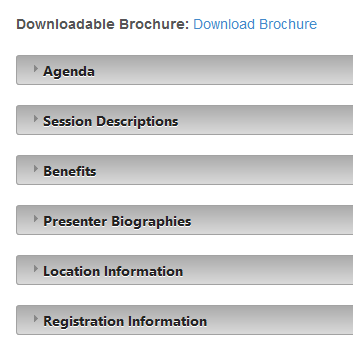 Downloadable Brochure: Download Brochure
Agenda
Session Descriptions
Benefits
Presenter Biographies
Location Information
Registration Information